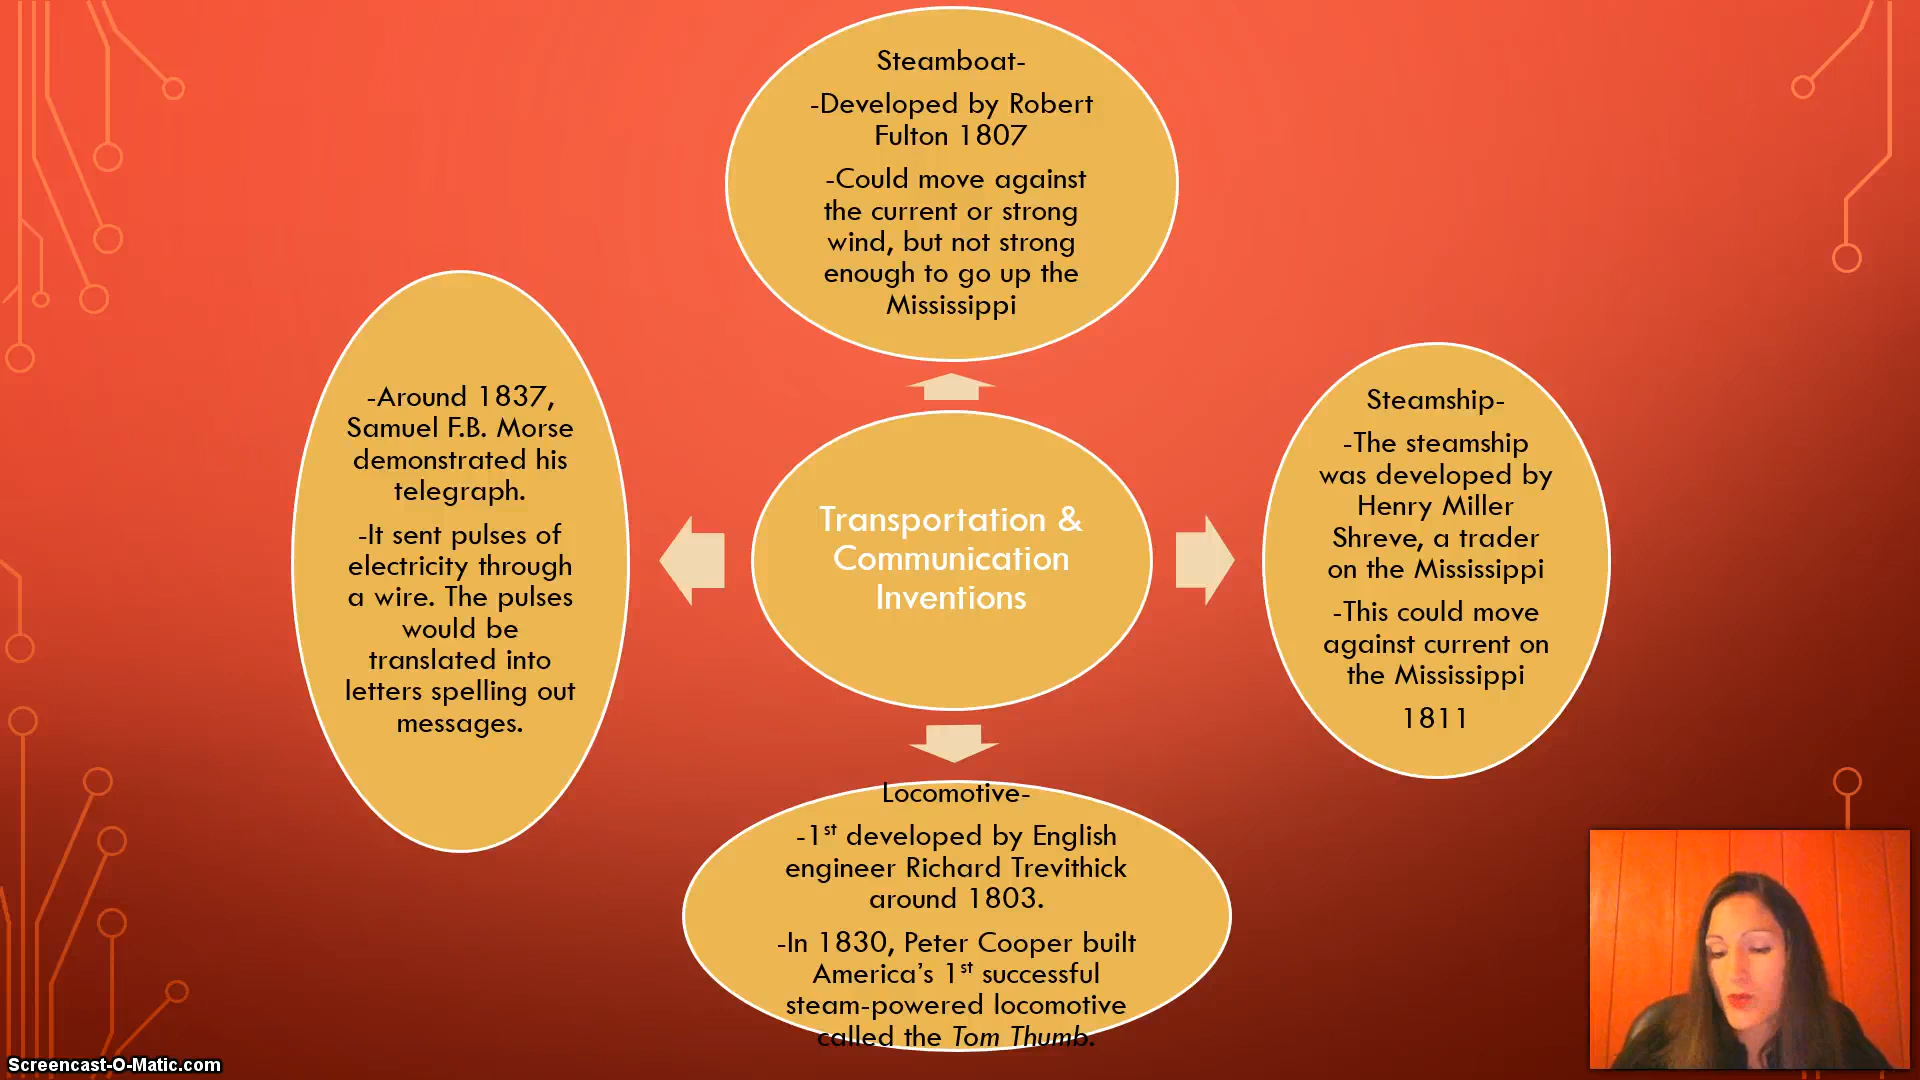 Steamboat-
-Developed by Robert
Fulton 1807
-Could move against
the current or strong
wind, but not strong
enough to go up the
Mississippi
-Around 1837,
Samuel F.B. Morse
demonstrated his
telegraph.
-It sent pulses of
electricity through
a wire. The pulses
would be
translated into
letters spelling out
messages.
Transportation &
Communication
Inventions
Steamship-
-The steamship
was developed by
Henry Miller
Shreve, a trader
on the Mississippi
-This could move
against current on
the Mississippi
1811
Locomotive-
-1st developed by English
engineer Richard Trevithick
around 1803.
-In 1830, Peter Cooper built
America’s 1st successful
steam-powered locomotive
called the Tom Thumb.
Screencast-O-Matic.com